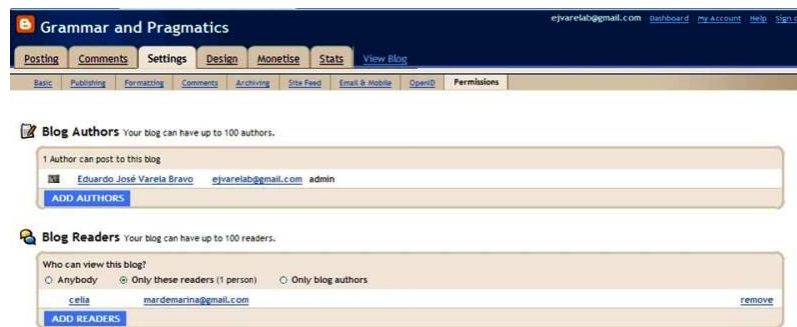 Grammar and Pragmatics
ejvarelab@gmail.com Dashboard My Account Help Sign
Posting Comments Settings Design Monetise Stats View Blog
Basic Publishing Formatting Comments Archiving Site Feed Email & Mobile OpenID Permissions
Blog Authors Your blog can have up to 100 authors.
1 Author can post to this blog
Eduardo José Varela Bravo ejvarelab@gmail.com admin
ADD AUTHORS
Blog Readers Your blog can have up to 100 readers.
Who can view this blog?
Anybody Only these readers (1 person) Only blog authors
celia mardemarina@gmail.com remove
ADD READERS